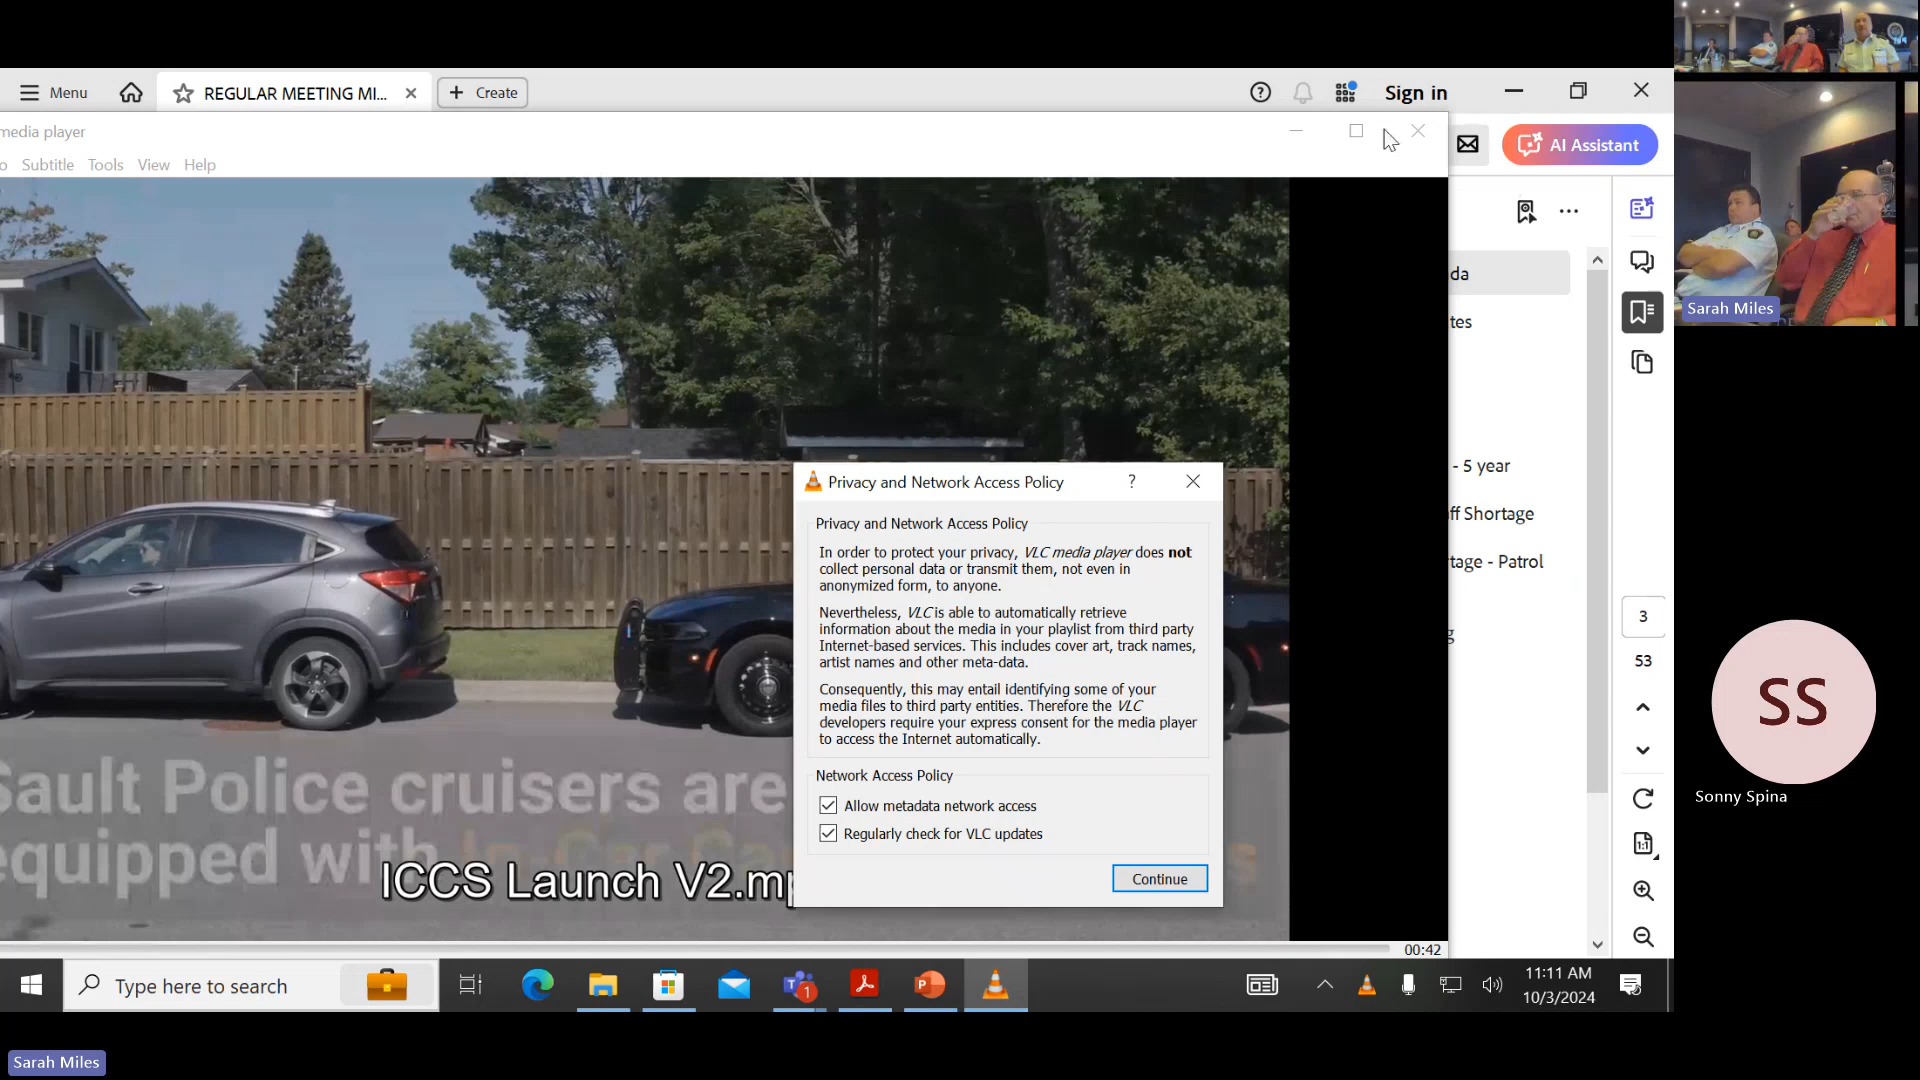 Menu
REGULAR MEETING MI...
Create
Sign in
media player
Subtitle Tools View Help
AI Assistant
Sarah Miles
da
tes
- 5 year
ff Shortage
tage - Patrol
g
3
53
Privacy and Network Access Policy
?
Privacy and Network Access Policy
In order to protect your privacy, VLC media player does not
collect personal data or transmit them, not even in
anonymized form, to anyone.
Nevertheless, VLC is able to automatically retrieve
information about the media in your playlist from third party
Internet-based services. This includes cover art, track names,
artist names and other meta-data.
Consequently, this may entail identifying some of your
media files to third party entities. Therefore the VLC
developers require your express consent for the media player
to access the Internet automatically.
Network Access Policy
Allow metadata network access
Regularly check for VLC updates
Continue
Sault Police cruisers are
equipped with In-Car Ca
ICCS Launch V2.mp
00:42
SS
Sonny Spina
Type here to search
1
11:11 AM
10/3/2024
Sarah Miles